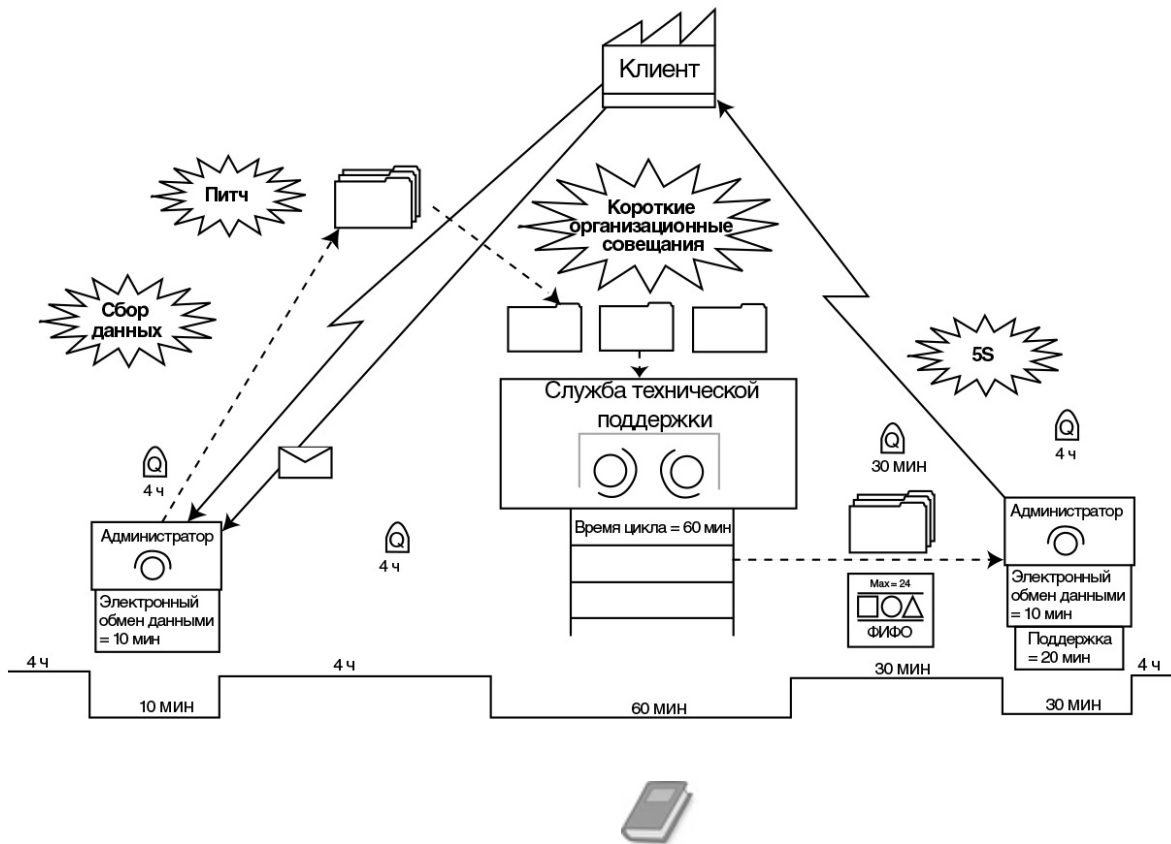 Клиент
Питч
Короткие
организационные
совещания
Сбор
данных
5S
Служба технической
поддержки
Q
4 ч
Q
30 мин
Q
4 ч
Администратор
Время цикла = 60 мин
Администратор
Q
4 ч
Электронный
обмен данными
= 10 мин
Max = 24
ФИФО
Электронный
обмен данными
= 10 мин
Поддержка
= 20 мин
4 ч
4 ч
30 мин
4 ч
10 мин
60 мин
30 мин